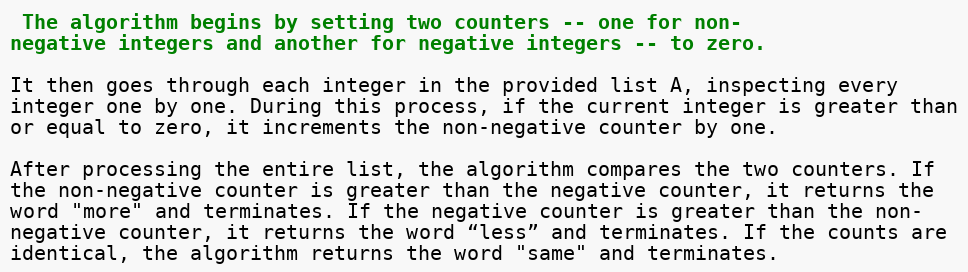 The algorithm begins by setting two counters -- one for non-
negative integers and another for negative integers -- to zero.
It then goes through each integer in the provided list A, inspecting every
integer one by one. During this process, if the current integer is greater than
or equal to zero, it increments the non-negative counter by one.
After processing the entire list, the algorithm compares the two counters. If
the non-negative counter is greater than the negative counter, it returns the
word "more" and terminates. If the negative counter is greater than the non-
negative counter, it returns the word “less” and terminates. If the counts are
identical, the algorithm returns the word "same" and terminates.